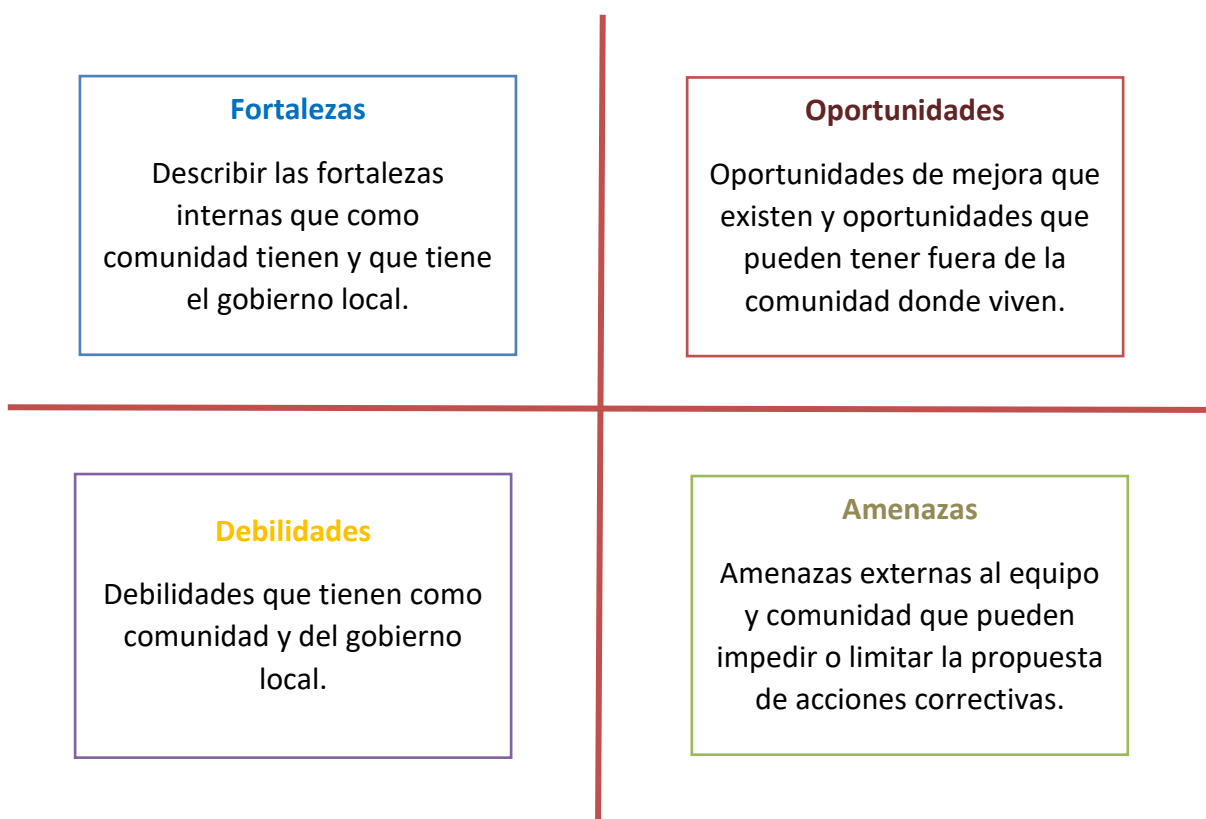 Fortalezas
Describir las fortalezas
internas que como
comunidad tienen y que tiene
el gobierno local.
Oportunidades
Oportunidades de mejora que
existen y oportunidades que
pueden tener fuera de la
comunidad donde viven.
Debilidades
Debilidades que tienen como
comunidad y del gobierno
local.
Amenazas
Amenazas externas al equipo
y comunidad que pueden
impedir o limitar la propuesta
de acciones correctivas.